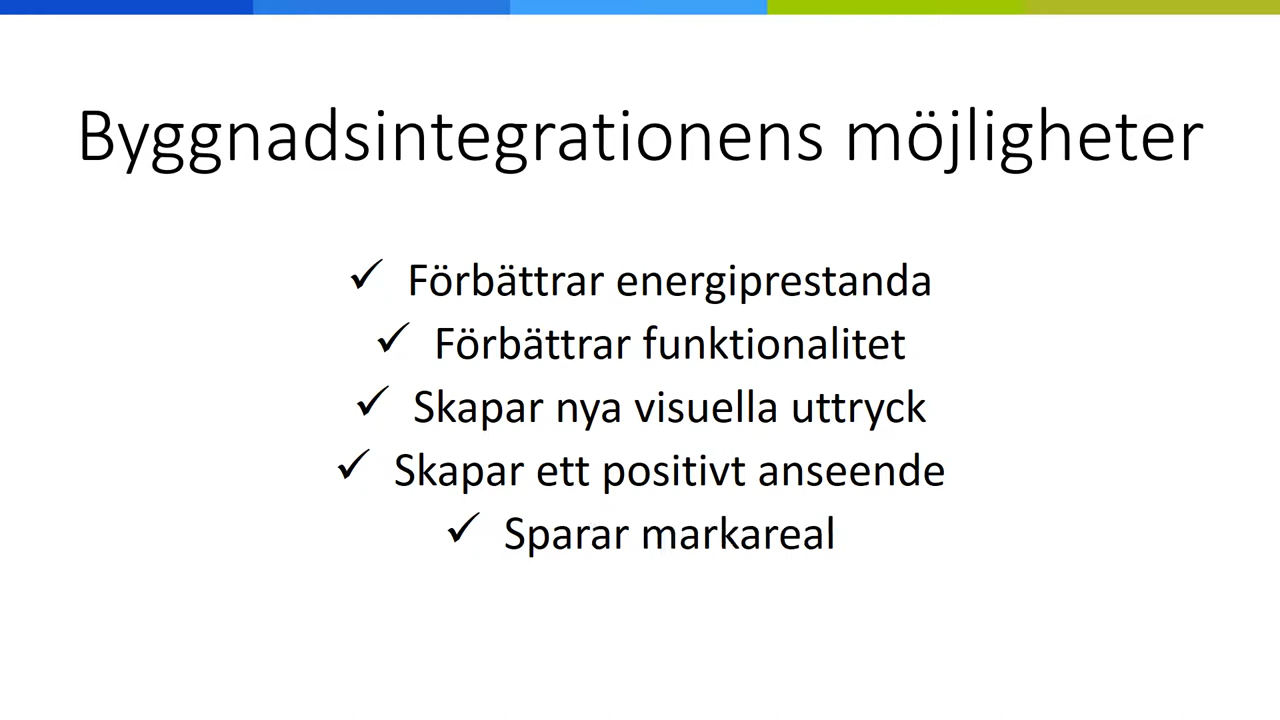 Byggnadsintegrationens möjligheter
✓ Förbättrar energiprestanda
✓ Förbättrar funktionalitet
✓ Skapar nya visuella uttryck
✓ Skapar ett positivt anseende
✓ Sparar markareal